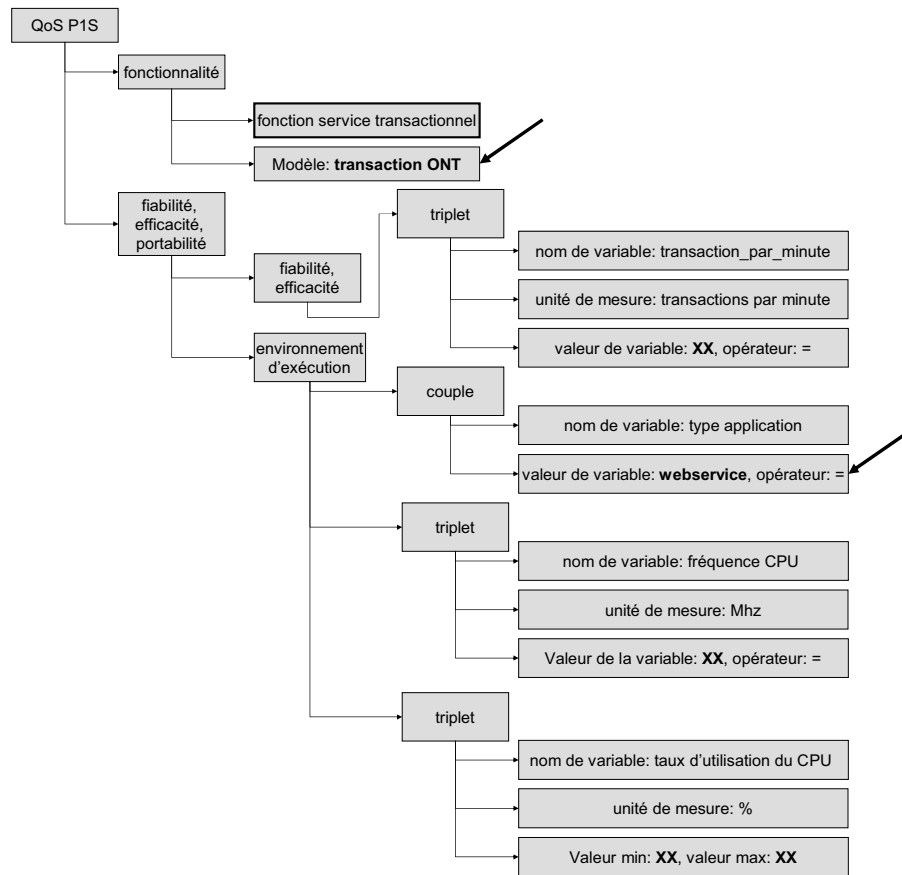 QoS P1S
fonctionnalité
fonction service transactionnel
Modèle: transaction ONT
fiabilité,
efficacité,
portabilité
fiabilité,
efficacité
triplet
nom de variable: transaction_par_minute
unité de mesure: transactions par minute
valeur de variable: XX, opérateur: =
environnement
d'exécution
couple
nom de variable: type application
valeur de variable: webservice, opérateur: =
triplet
nom de variable: fréquence CPU
unité de mesure: Mhz
Valeur de la variable: XX, opérateur: =
triplet
nom de variable: taux d'utilisation du CPU
unité de mesure: %
Valeur min: XX, valeur max: XX